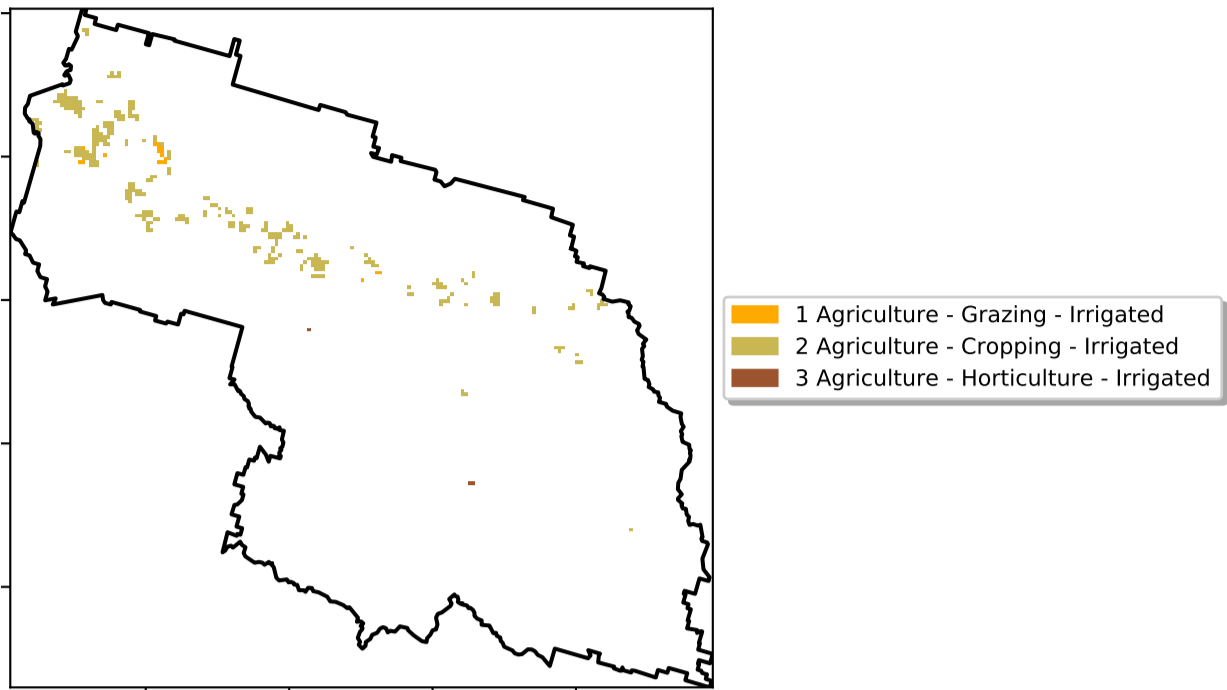 1 Agriculture - Grazing - Irrigated
2 Agriculture - Cropping - Irrigated
3 Agriculture - Horticulture - Irrigated